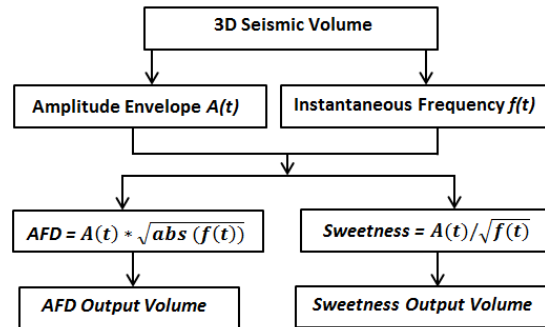 3D Seismic Volume
Amplitude Envelope A(t)
Instantaneous Frequency f(t)
AFD = A(t) * √abs (f(t))
Sweetness = A(t)/√f(t)
AFD Output Volume
Sweetness Output Volume